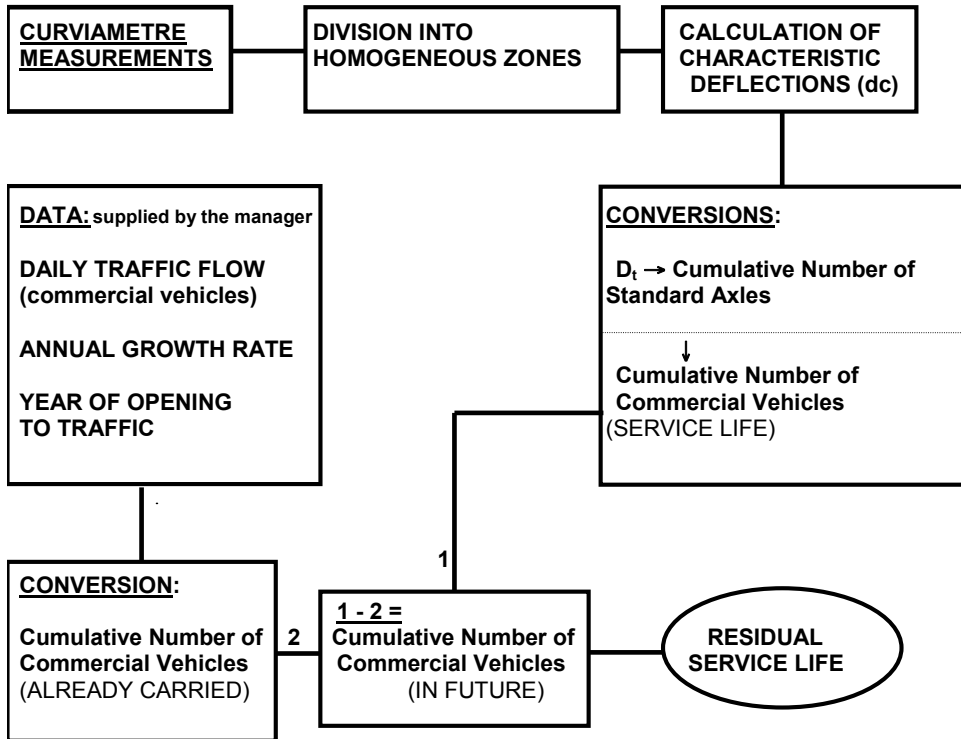 CURVIAMETRE
MEASUREMENTS
DIVISION INTO
HOMOGENEOUS ZONES
CALCULATION OF
CHARACTERISTIC
DEFLECTIONS (dc)
DATA: supplied by the manager
DAILY TRAFFIC FLOW
(commercial vehicles)
ANNUAL GROWTH RATE
YEAR OF OPENING
TO TRAFFIC
CONVERSIONS:
Dt → Cumulative Number of
Standard Axles
↓
Cumulative Number of
Commercial Vehicles
(SERVICE LIFE)
1
CONVERSION:
Cumulative Number of
Commercial Vehicles
(ALREADY CARRIED)
2
1 - 2 =
Cumulative Number of
Commercial Vehicles
(IN FUTURE)
RESIDUAL
SERVICE LIFE